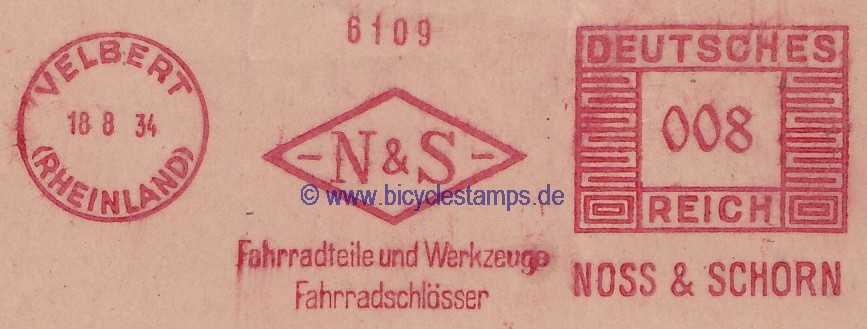 6109
VELBERT
18 8 34
(RHEINLAND)
- N & S -
© www.bicyclestamps.de
Fahrradteile und Werkzeuge
Fahrradschlösser
DEUTSCHES
008
REICH
NOSS & SCHORN